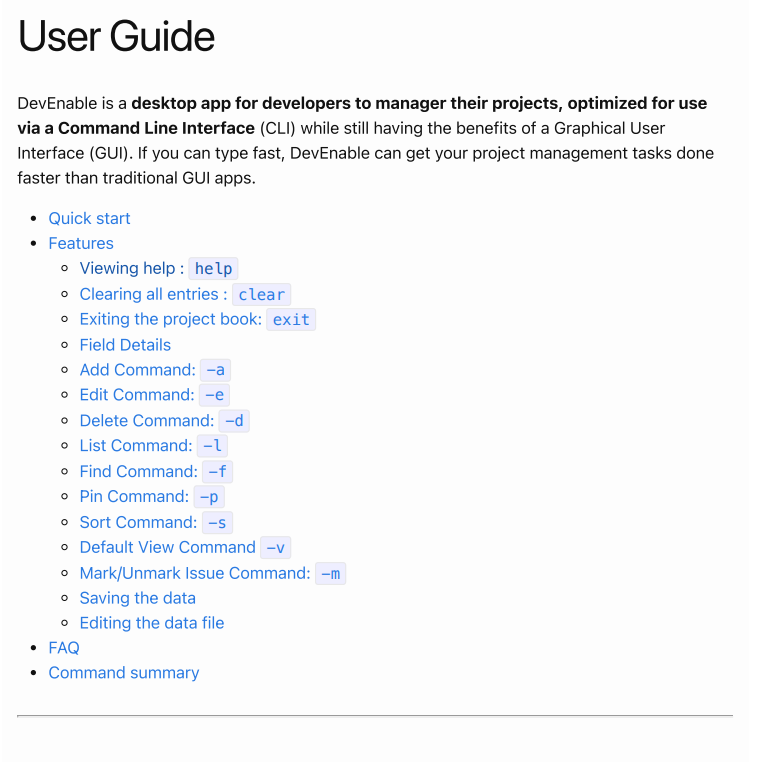 User Guide
DevEnable is a desktop app for developers to manager their projects, optimized for use
via a Command Line Interface (CLI) while still having the benefits of a Graphical User
Interface (GUI). If you can type fast, DevEnable can get your project management tasks done
faster than traditional GUI apps.
• Quick start
• Features
◦ Viewing help : help
◦ Clearing all entries : clear
◦ Exiting the project book: exit
◦ Field Details
◦ Add Command: -a
◦ Edit Command: -e
◦ Delete Command: -d
◦ List Command: -l
◦ Find Command: -f
◦ Pin Command: -p
◦ Sort Command: -s
◦ Default View Command -v
◦ Mark/Unmark Issue Command: -m
◦ Saving the data
◦ Editing the data file
• FAQ
• Command summary